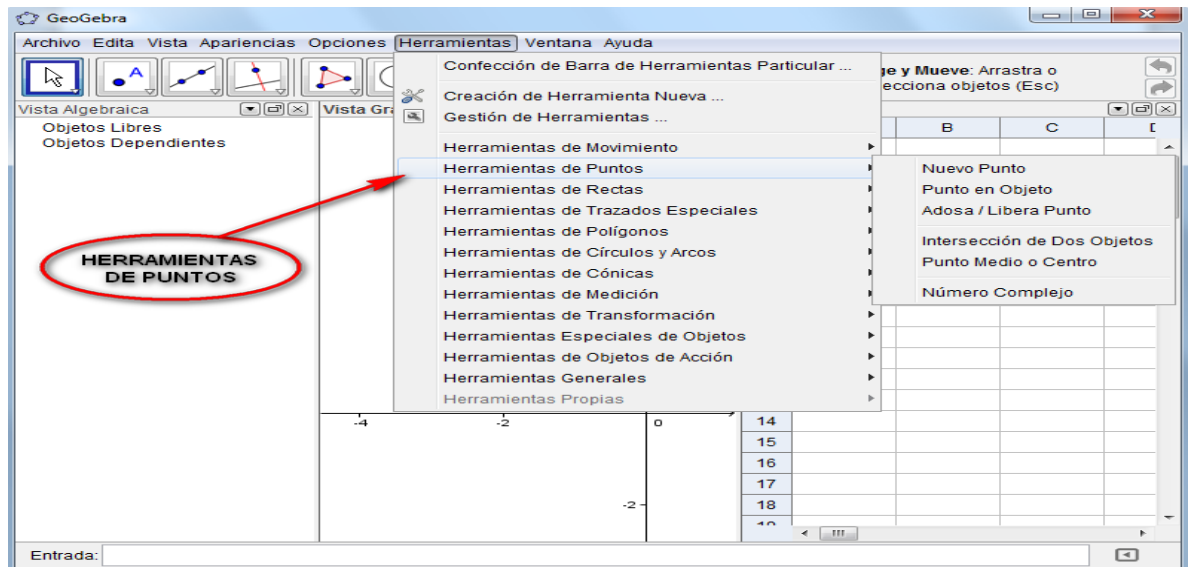 GeoGebra
Archivo Edita Vista Apariencias Opciones Herramientas Ventana Ayuda
A
y Mueve: Arrastra o
objetos (Esc)
Vista Algebraica
Vista
Objetos Libres
Objetos Dependientes
Confección de Barra de Herramientas Particular ...
Creación de Herramienta Nueva ...
Gestión de Herramientas ...
Herramientas de Movimiento
Herramientas de Puntos
Herramientas de Rectas
Herramientas de Trazados Especiales
Herramientas de Polígonos
Herramientas de Círculos y Arcos
Herramientas de Cónicas
Herramientas de Medición
Herramientas de Transformación
Herramientas Especiales de Objetos
Herramientas de Objetos de Acción
Herramientas Generales
Herramientas Propias
Nuevo Punto
Punto en Objeto
Adosa / Libera Punto
Intersección de Dos Objetos
Punto Medio o Centro
Número Complejo
HERRAMIENTAS
DE PUNTOS
B C
-4 -2 0
-2
14
15
16
17
18
Entrada: